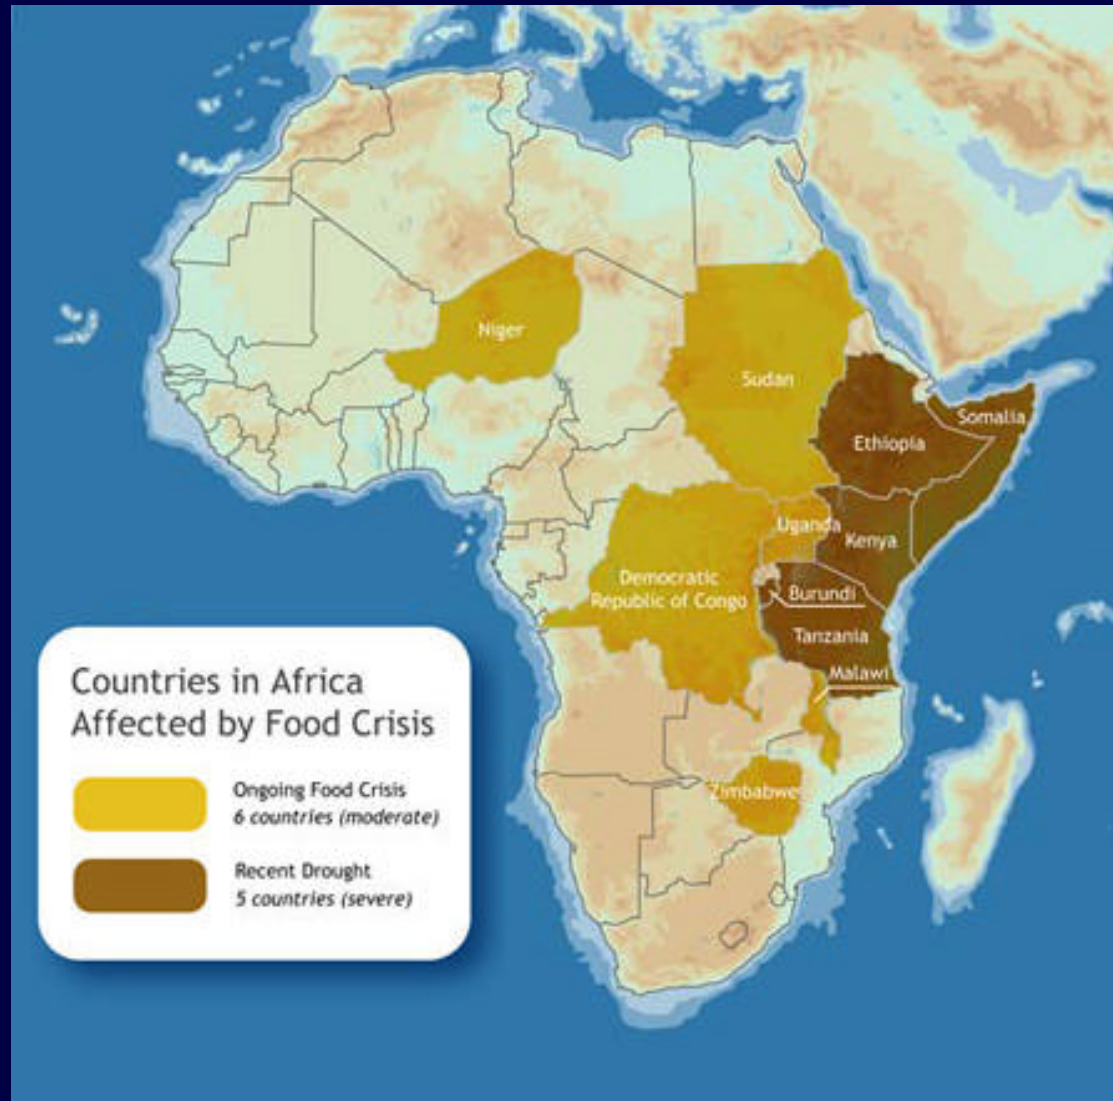 Niger
Sudan
Somalia
Ethiopia
Uganda
Kenya
Democratic
Republic of Congo
Burundi
Tanzania
Malawi
Zimbabwe
Countries in Africa
Affected by Food Crisis
Ongoing Food Crisis
6 countries (moderate)
Recent Drought
5 countries (severe)